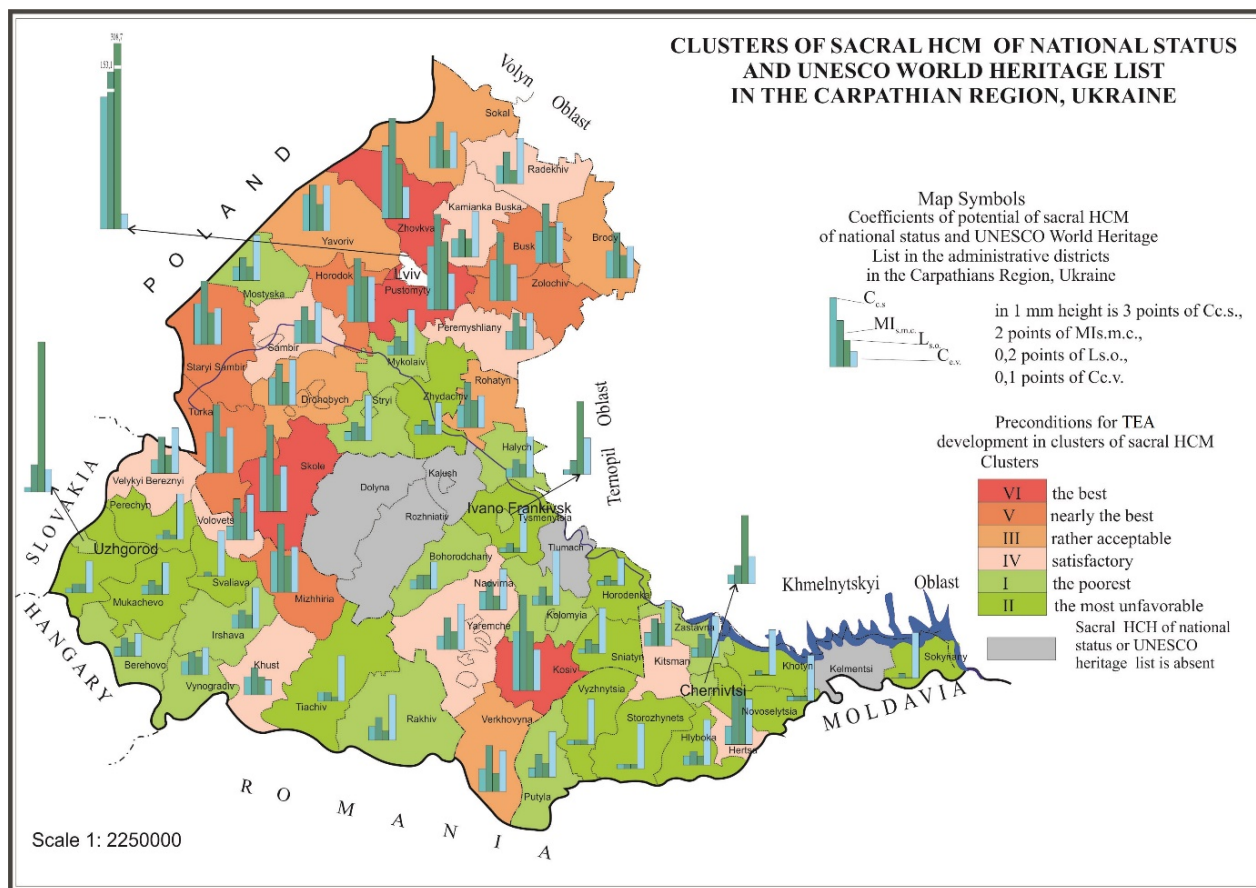 CLUSTERS OF SACRAL HCM OF NATIONAL STATUS
AND UNESCO WORLD HERITAGE LIST
IN THE CARPATHIAN REGION, UKRAINE
153,1
Volyn
Oblast
POLAND
Sokal
Radekhiv
Kamianka Buska
Zhovkva
Yavoriv
Busk
Brody
Lviv
Horodok
Mostyska
Pustomyty
Zolochiv
Peremyshliany
Sambir
Mykolaiv
Staryi Sambir
Drohobych
Stryi
Zhydachiv
Rohatyn
Turka
Halych
Ternopil
Oblast
Skole
Velykyi Bereznyi
SLOVAKIA
Perechyn
Volovets
Dolyna
Kalush
Rozhniativ
Ivano Frankivsk
Tysmenytsia
Tlumach
Uzhgorod
Bohorodchany
Svaliava
Mukachevo
Mizhhiria
Nadvirna
Kolomyia
Horodenka
HANGARY
Irshava
Yaremche
Zastavna
Berehovo
Khust
Kosiv
Sniatyn
Kitsman
Vynogradiv
Tiachiv
Rakhiv
Verkhovyna
Vyzhnytsia
Chernivtsi
Khotyn
Kelmentsi
Sokyriany
Storozhynets
Novoselytsia
Hlyboka
Hertsa
Putyla
Khmelnytskyi Oblast
MOLDAVIA
ROMANIA
Scale 1: 2250000
Map Symbols
Coefficients of potential of sacral HCM
of national status and UNESCO World Heritage
List in the administrative districts
in the Carpathians Region, Ukraine
Cc.s
MIs.m.c.
Ls.o.
Cc.v.
in 1 mm height is 3 points of Cc.s.,
2 points of MIs.m.c.,
0,2 points of Ls.o.,
0,1 points of Cc.v.
Preconditions for TEA
development in clusters of sacral HCM
Clusters
VI the best
V nearly the best
III rather acceptable
IV satisfactory
I the poorest
II the most unfavorable
Sacral HCH of national
status or UNESCO
heritage list is absent